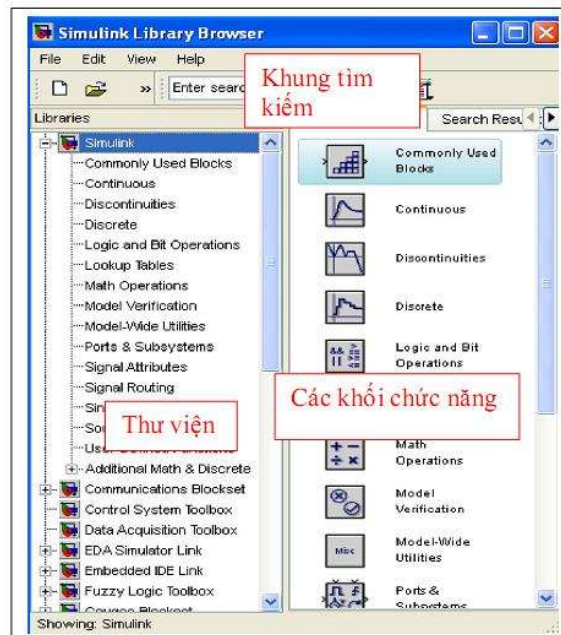 Simulink Library Browser
File Edit View Help
» Enter sear
Khung tìm
kiếm
Libraries
Search Resu
Simulink
Commonly Used Blocks
Continuous
Discontinuities
Discrete
Logic and Bit Operations
Lookup Tables
Math Operations
Model Verification
Model-Wide Utilities
Ports & Subsystems
Signal Attributes
Signal Routing
Thư viện
Additional Math & Discrete
Communications Blockset
Control System Toolbox
Data Acquisition Toolbox
EDA Simulator Link
Embedded IDE Link
Fuzzy Logic Toolbox
Commonly Used
Blocks
Continuous
Discontinuities
Discrete
Logic and Bit
Operations
Các khối chức năng
Math
Operations
Model
Verification
Misc
Model-Wide
Utilities
Ports &
Subsystems
Showing: Simulink